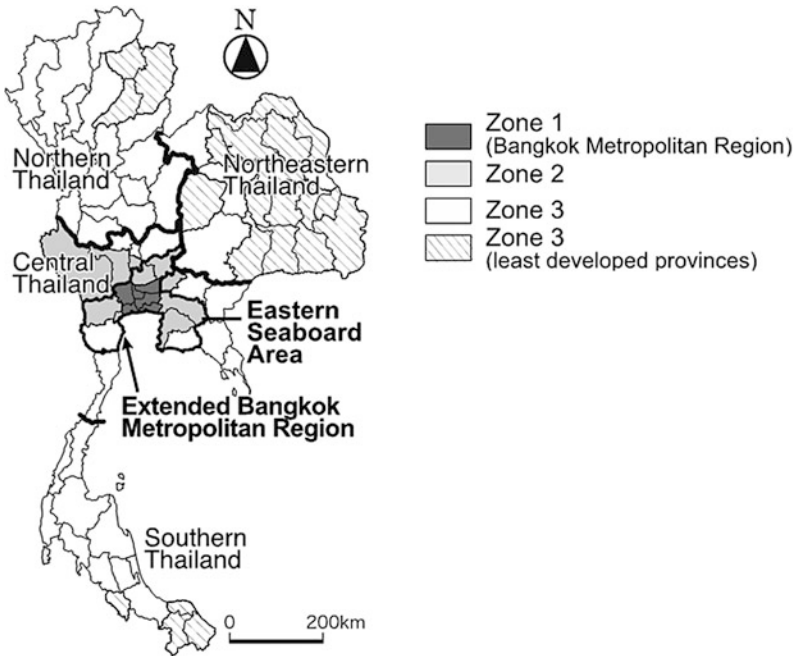 N
Northern
Thailand
Northeastern
Thailand
Central
Thailand
Eastern
Seaboard
Area
Extended Bangkok
Metropolitan Region
Southern
Thailand
0 200km
Zone 1
(Bangkok Metropolitan Region)
Zone 2
Zone 3
Zone 3
(least developed provinces)